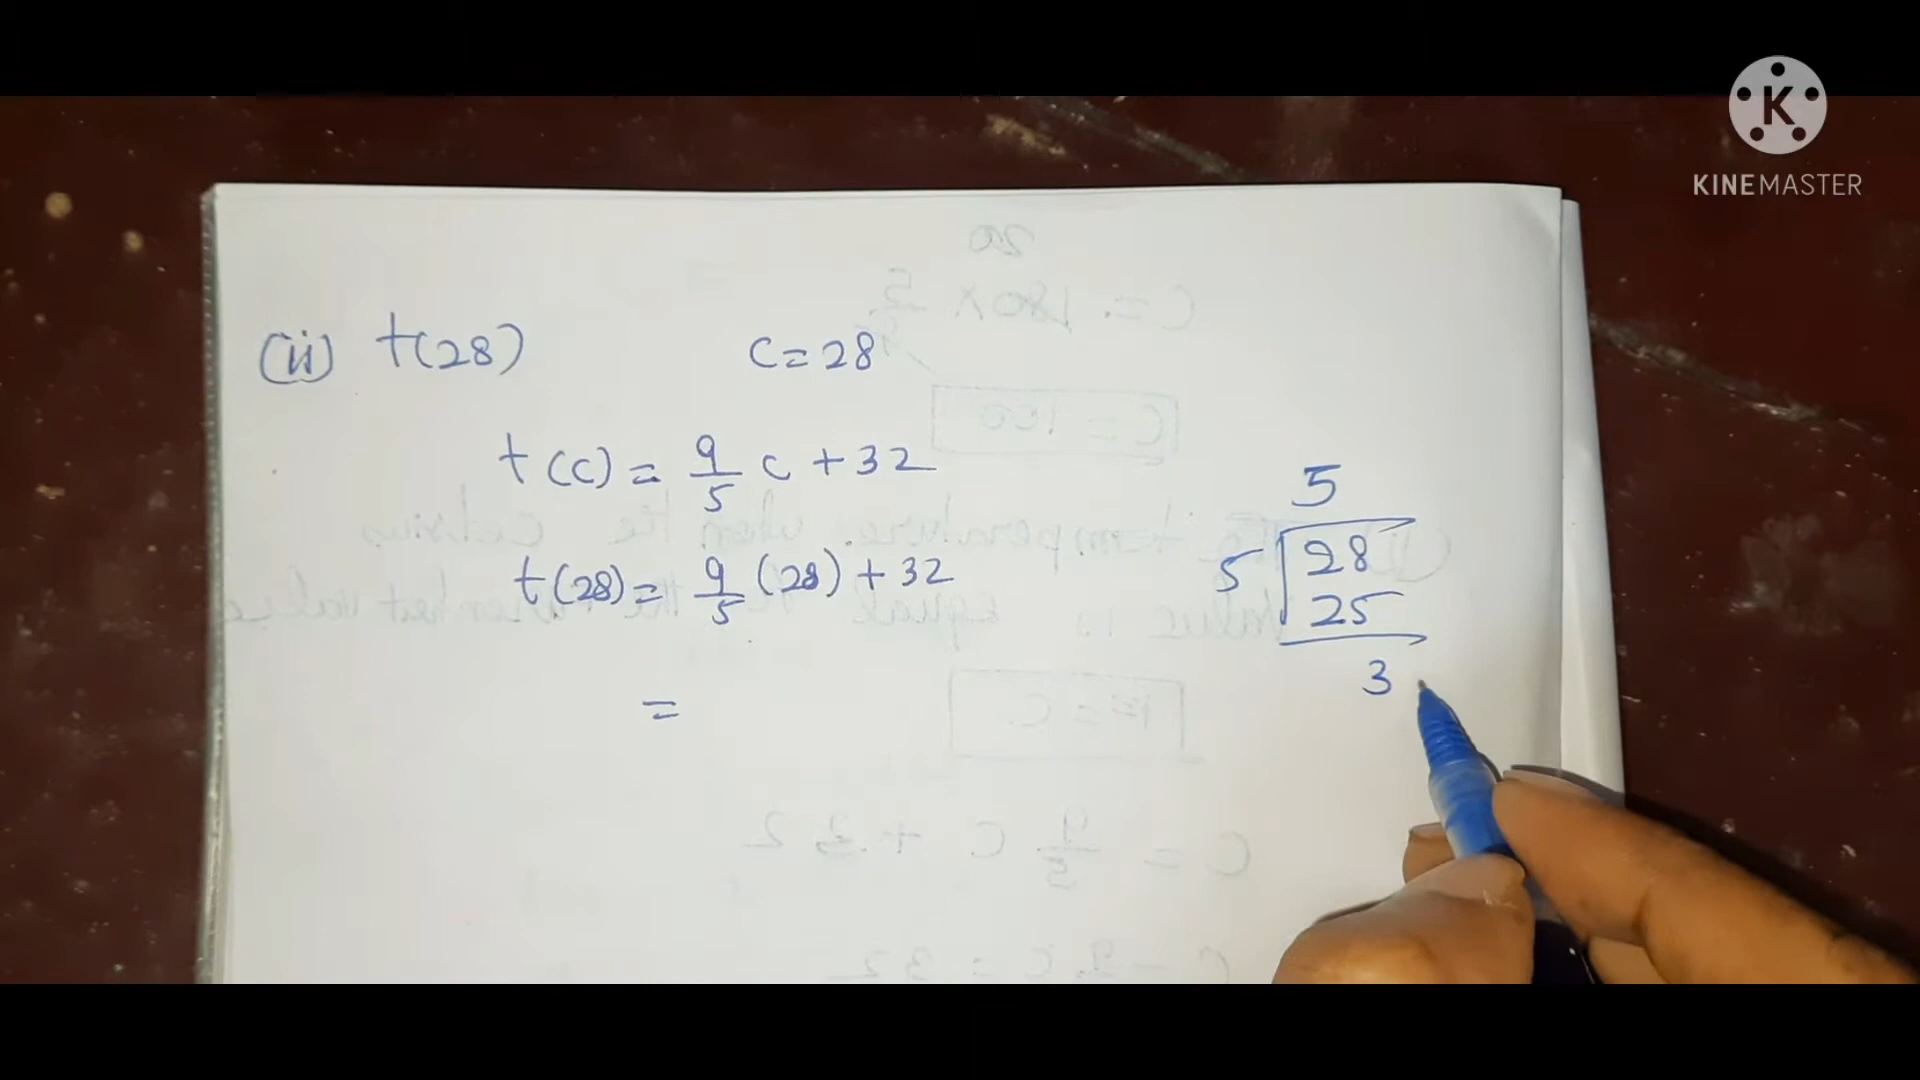 K
KINEMASTER
(ii) t(28) C=28
t(C) = 9/5 C + 32
t(28) = 9/5 (28) + 32
=
5
5 28
25
3